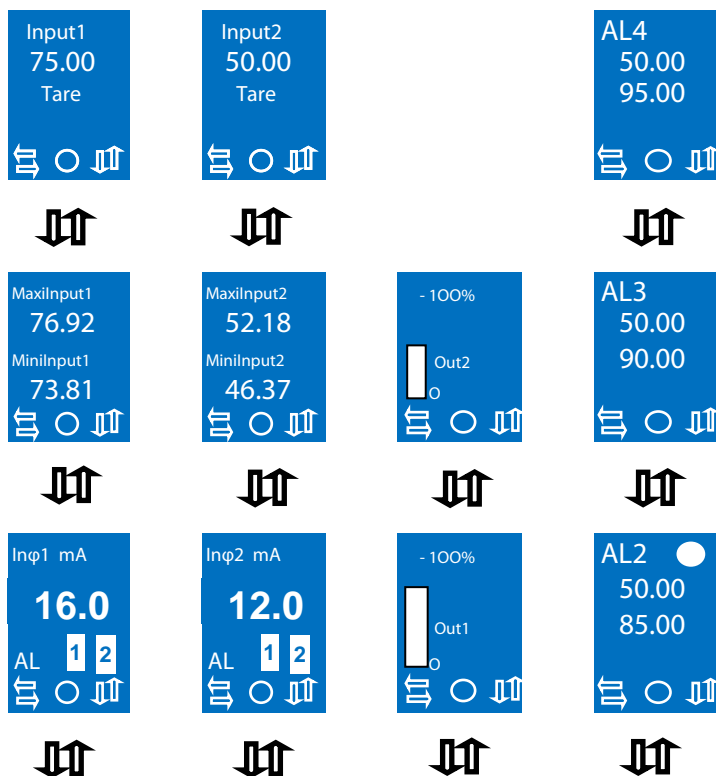 Input1
75.00
Tare
Input2
50.00
Tare
AL4
50.00
95.00
MaxiInput1
76.92
MiniInput1
73.81
MaxiInput2
52.18
MiniInput2
46.37
- 1OO%
Out2
O
AL3
50.00
90.00
Inφ1 mA
16.0
AL 1 2
Inφ2 mA
12.0
AL 1 2
- 1OO%
Out1
O
AL2
50.00
85.00